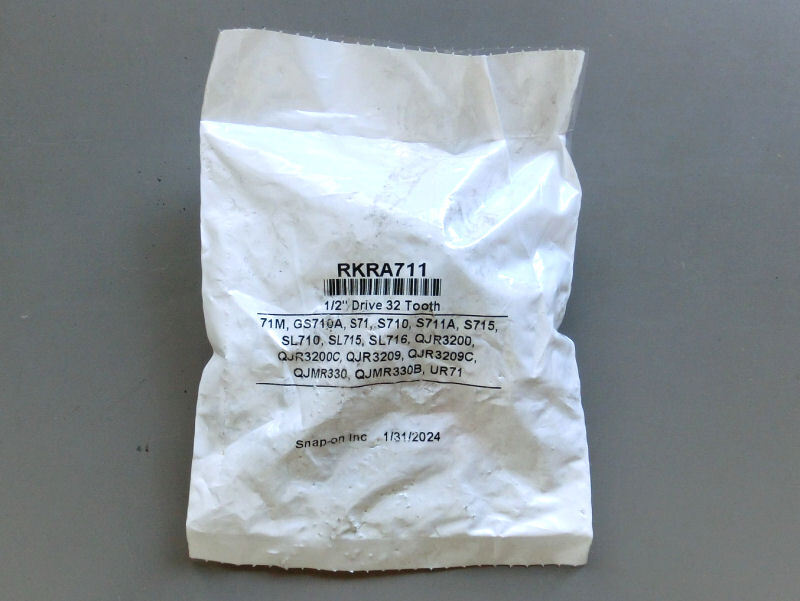 RKRA711
1/2" Drive 32 Tooth
71M, GS710A, S71, S710, S711A, S715,
SL710, SL715, SL716, QJR3200,
QJR3200C, QJR3209, QJR3209C,
QJMR330, QJMR330B, UR71
Snap-on Inc 1/31/2024